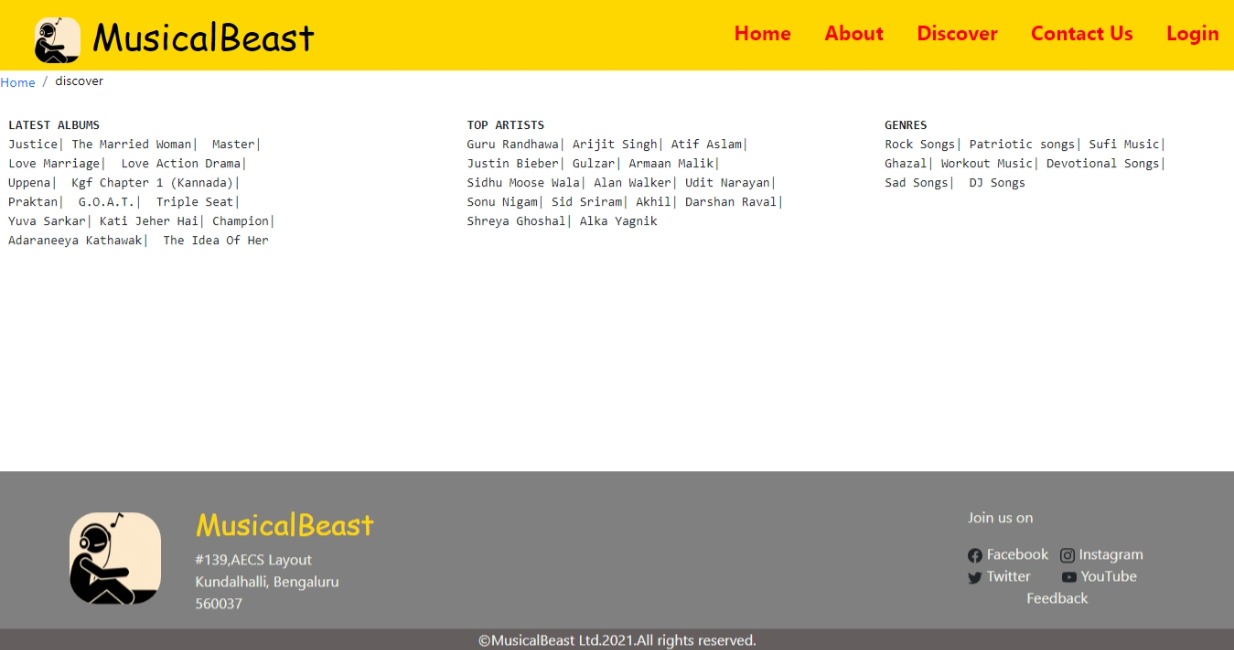 MusicalBeast
Home About Discover Contact Us Login
Home / discover
LATEST ALBUMS
Justice| The Married Woman|  Master|
Love Marriage|  Love Action Drama|
Uppena|  Kgf Chapter 1 (Kannada)|
Praktan|  G.O.A.T.|  Triple Seat|
Yuva Sarkar| Kati Jeher Hai| Champion|
Adaraneeya Kathawak|  The Idea Of Her
TOP ARTISTS
Guru Randhawa| Arijit Singh| Atif Aslam|
Justin Bieber| Gulzar| Armaan Malik|
Sidhu Moose Wala| Alan Walker| Udit Narayan|
Sonu Nigam| Sid Sriram| Akhil| Darshan Raval|
Shreya Ghoshal| Alka Yagnik
GENRES
Rock Songs| Patriotic songs| Sufi Music|
Ghazal| Workout Music| Devotional Songs|
Sad Songs|  DJ Songs
MusicalBeast
#139,AECS Layout
Kundalhalli, Bengaluru
560037
Join us on
Facebook Instagram
Twitter YouTube
Feedback
©MusicalBeast Ltd.2021.All rights reserved.